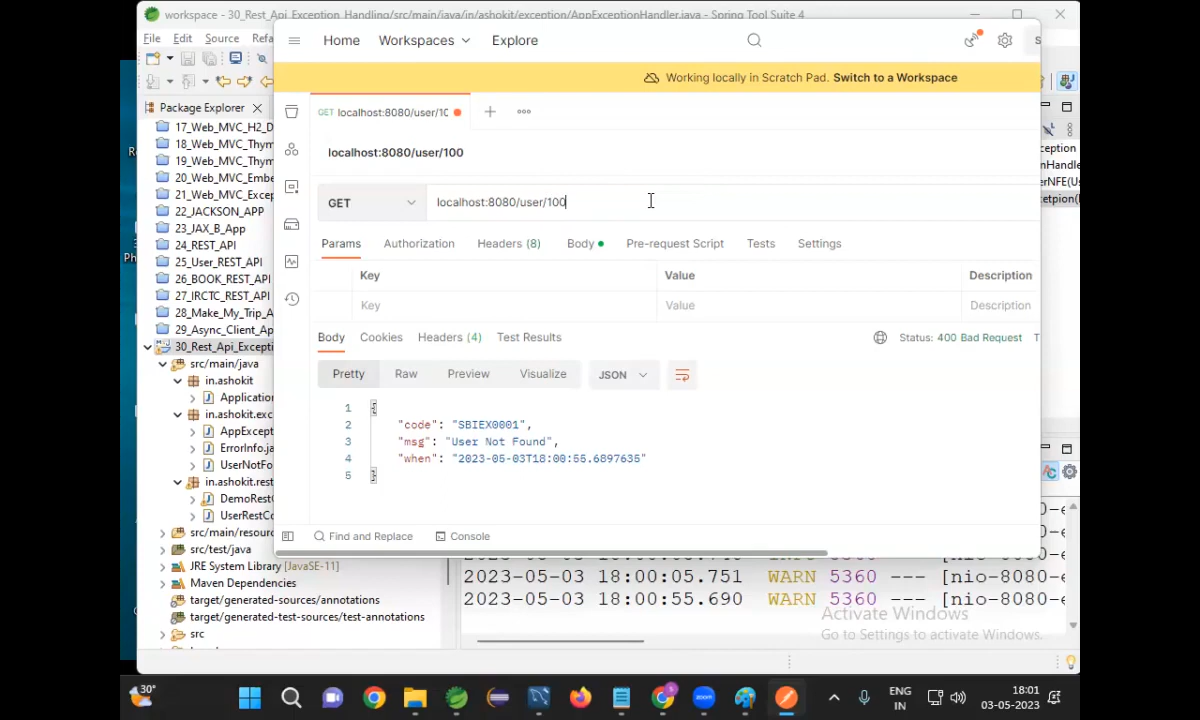 workspace - 30_Rest_Api_Exception_Handling/src/main/java/in/ashokit/exception/AppExceptionHandler.java - Spring Tool Suite 4
File Edit Source Refa
Home Workspaces Explore
Working locally in Scratch Pad. Switch to a Workspace
Package Explorer
GET localhost:8080/user/10
17_Web_MVC_H2_D
18_Web_MVC_Thym
19_Web_MVC_Thym
20_Web_MVC_Embe
21_Web_MVC_Excep
22_JACKSON_APP
23_JAX_B_App
24_REST_API
25_User_REST_API
26_BOOK_REST_API
27_IRCTC_REST_API
28_Make_My_Trip_A
29_Async_Client_Ap
30_Rest_Api_Excepti
src/main/java
in.ashokit
Application
in.ashokit.exc
AppExcept
ErrorInfo.ja
UserNotFo
in.ashokit.rest
DemoRest
UserRestCo
src/main/resourc
src/test/java
JRE System Library [JavaSE-11]
Maven Dependencies
target/generated-sources/annotations
target/generated-test-sources/test-annotations
src
localhost:8080/user/100
GET localhost:8080/user/100
Params Authorization Headers (8) Body Pre-request Script Tests Settings
Key Value Description
Key Value Description
Body Cookies Headers (4) Test Results Status: 400 Bad Request T
Pretty Raw Preview Visualize JSON
1 {
2 "code": "SBIEX0001",
3 "msg": "User Not Found",
4 "when": "2023-05-03T18:00:55.6897635"
5 }
Find and Replace Console
2023-05-03 18:00:05.751 WARN 5360 --- [nio-8080-e
2023-05-03 18:00:55.690 WARN 5360 --- [nio-8080-e
Activate Windows
Go to Settings to activate Windows.
30°
zoom
ENG
IN
18:01
03-05-2023